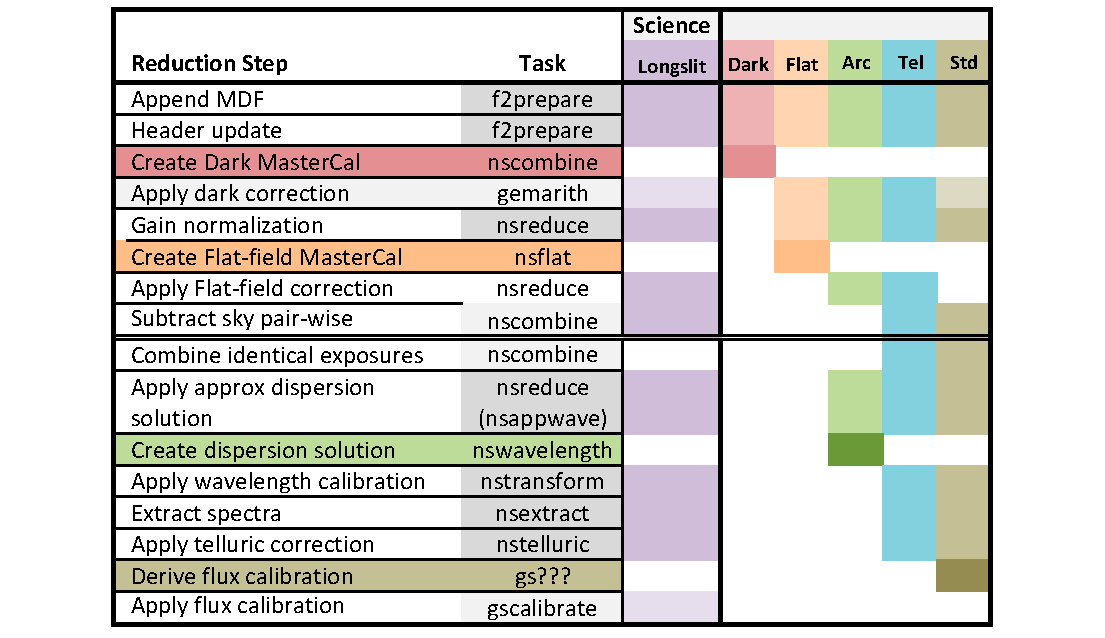 Science
Reduction Step Task Longslit Dark Flat Arc Tel Std
Append MDF f2prepare
Header update f2prepare
Create Dark MasterCal nscombine
Apply dark correction gemarith
Gain normalization nsreduce
Create Flat-field MasterCal nsflat
Apply Flat-field correction nsreduce
Subtract sky pair-wise nscombine
Combine identical exposures nscombine
Apply approx dispersion nsreduce
solution (nsappwave)
Create dispersion solution nswavelength
Apply wavelength calibration nstransform
Extract spectra nsextract
Apply telluric correction nstelluric
Derive flux calibration gs???
Apply flux calibration gscalibrate